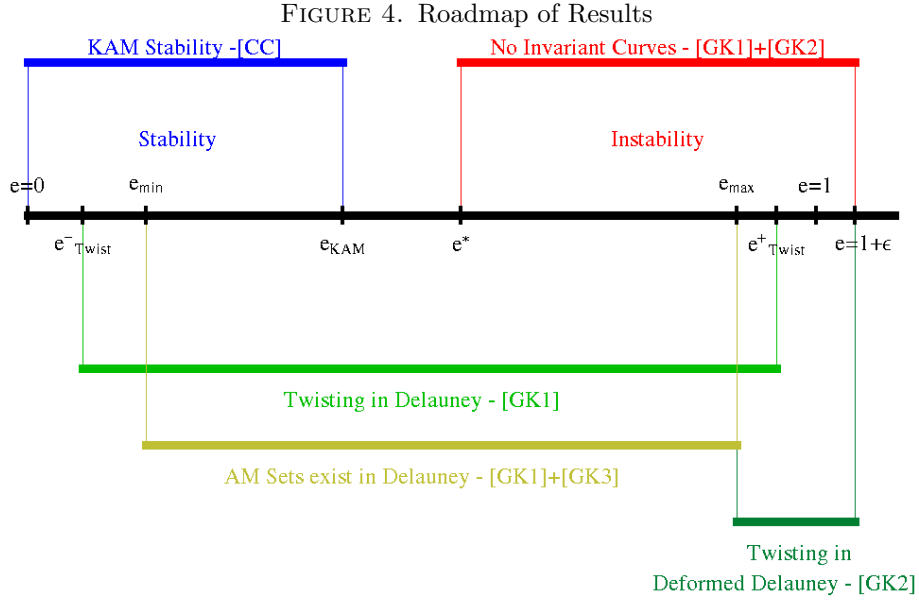 FIGURE 4. Roadmap of Results
KAM Stability -[CC]
No Invariant Curves - [GK1]+[GK2]
Stability
Instability
e=0
e_min
e_max
e=1
e⁻_Twist
e_KAM
e*
e⁺_Twist
e=1+ϵ
Twisting in Delauney - [GK1]
AM Sets exist in Delauney - [GK1]+[GK3]
Twisting in
Deformed Delauney - [GK2]